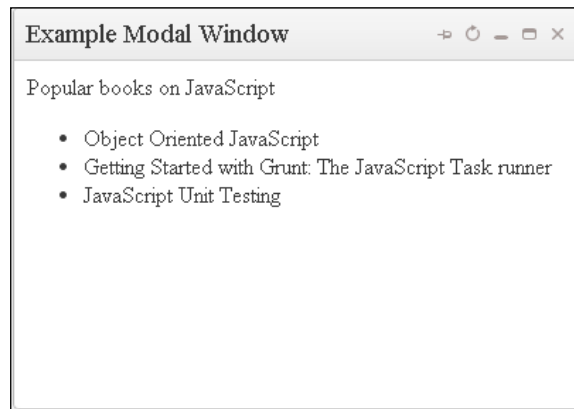 Example Modal Window
Popular books on JavaScript
• Object Oriented JavaScript
• Getting Started with Grunt: The JavaScript Task runner
• JavaScript Unit Testing